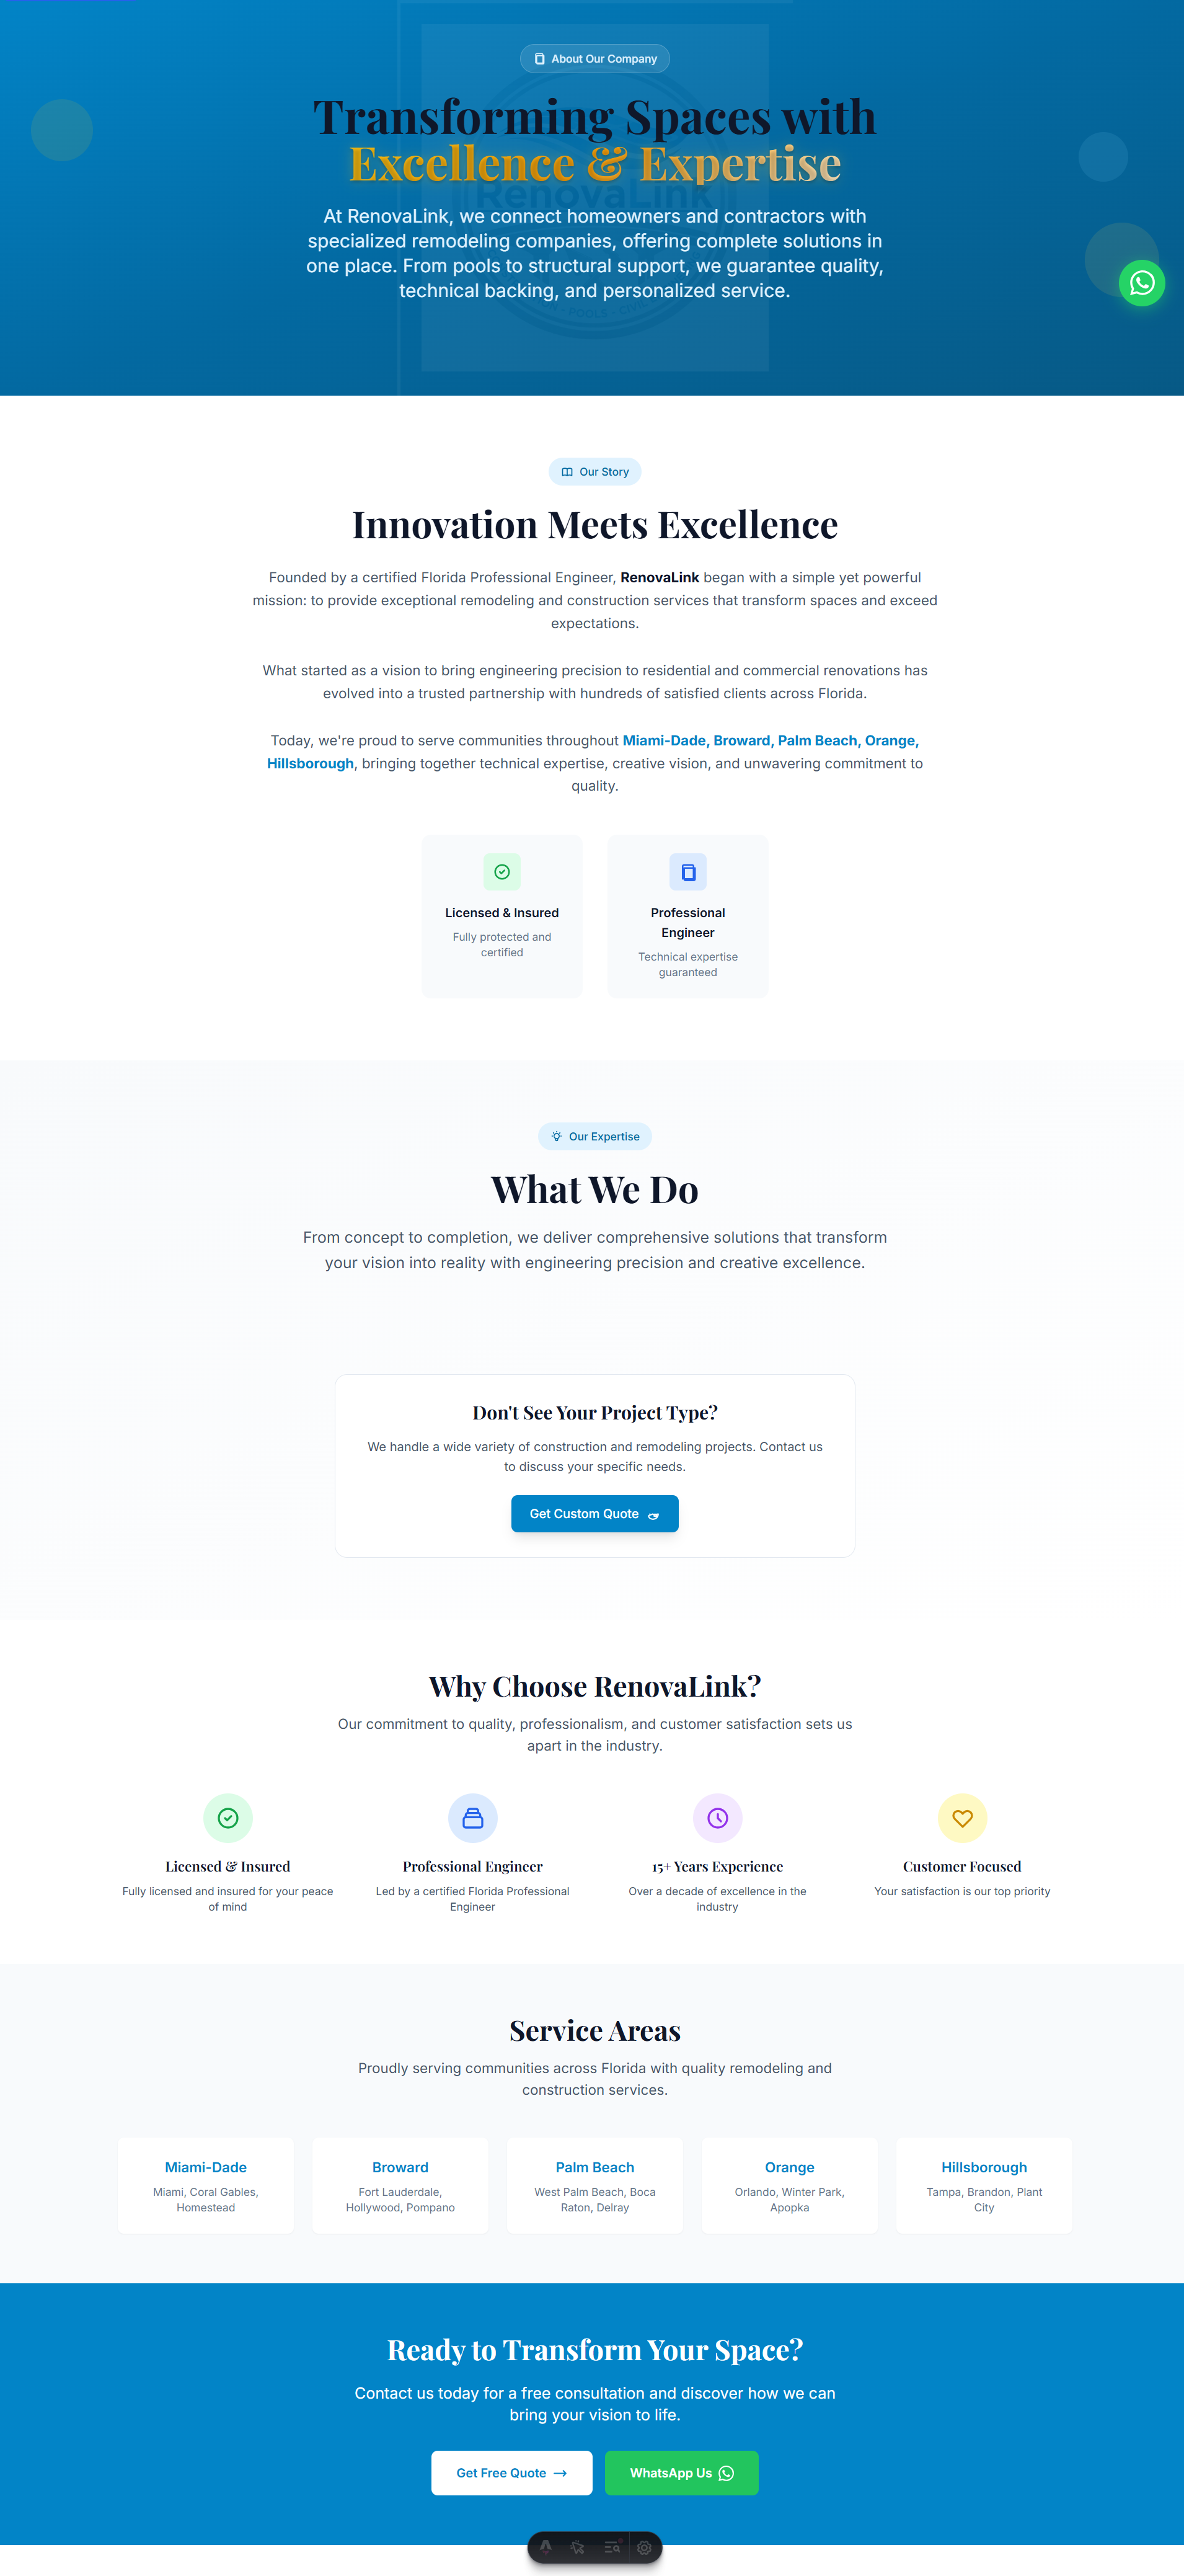 About Our Company
Transforming Spaces with
Excellence & Expertise
RenovaLink
At RenovaLink, we connect homeowners and contractors with
specialized remodeling companies, offering complete solutions in
one place. From pools to structural support, we guarantee quality,
technical backing, and personalized service.
POOLS
Our Story
Innovation Meets Excellence
Founded by a certified Florida Professional Engineer, RenovaLink began with a simple yet powerful
mission: to provide exceptional remodeling and construction services that transform spaces and exceed
expectations.
What started as a vision to bring engineering precision to residential and commercial renovations has
evolved into a trusted partnership with hundreds of satisfied clients across Florida.
Today, we're proud to serve communities throughout Miami-Dade, Broward, Palm Beach, Orange,
Hillsborough, bringing together technical expertise, creative vision, and unwavering commitment to
quality.
Licensed & Insured
Fully protected and
certified
Professional
Engineer
Technical expertise
guaranteed
Our Expertise
What We Do
From concept to completion, we deliver comprehensive solutions that transform
your vision into reality with engineering precision and creative excellence.
Don't See Your Project Type?
We handle a wide variety of construction and remodeling projects. Contact us
to discuss your specific needs.
Get Custom Quote
Why Choose RenovaLink?
Our commitment to quality, professionalism, and customer satisfaction sets us
apart in the industry.
Licensed & Insured
Fully licensed and insured for your peace
of mind
Professional Engineer
Led by a certified Florida Professional
Engineer
15+ Years Experience
Over a decade of excellence in the
industry
Customer Focused
Your satisfaction is our top priority
Service Areas
Proudly serving communities across Florida with quality remodeling and
construction services.
Miami-Dade
Miami, Coral Gables,
Homestead
Broward
Fort Lauderdale,
Hollywood, Pompano
Palm Beach
West Palm Beach, Boca
Raton, Delray
Orange
Orlando, Winter Park,
Apopka
Hillsborough
Tampa, Brandon, Plant
City
Ready to Transform Your Space?
Contact us today for a free consultation and discover how we can
bring your vision to life.
Get Free Quote
WhatsApp Us